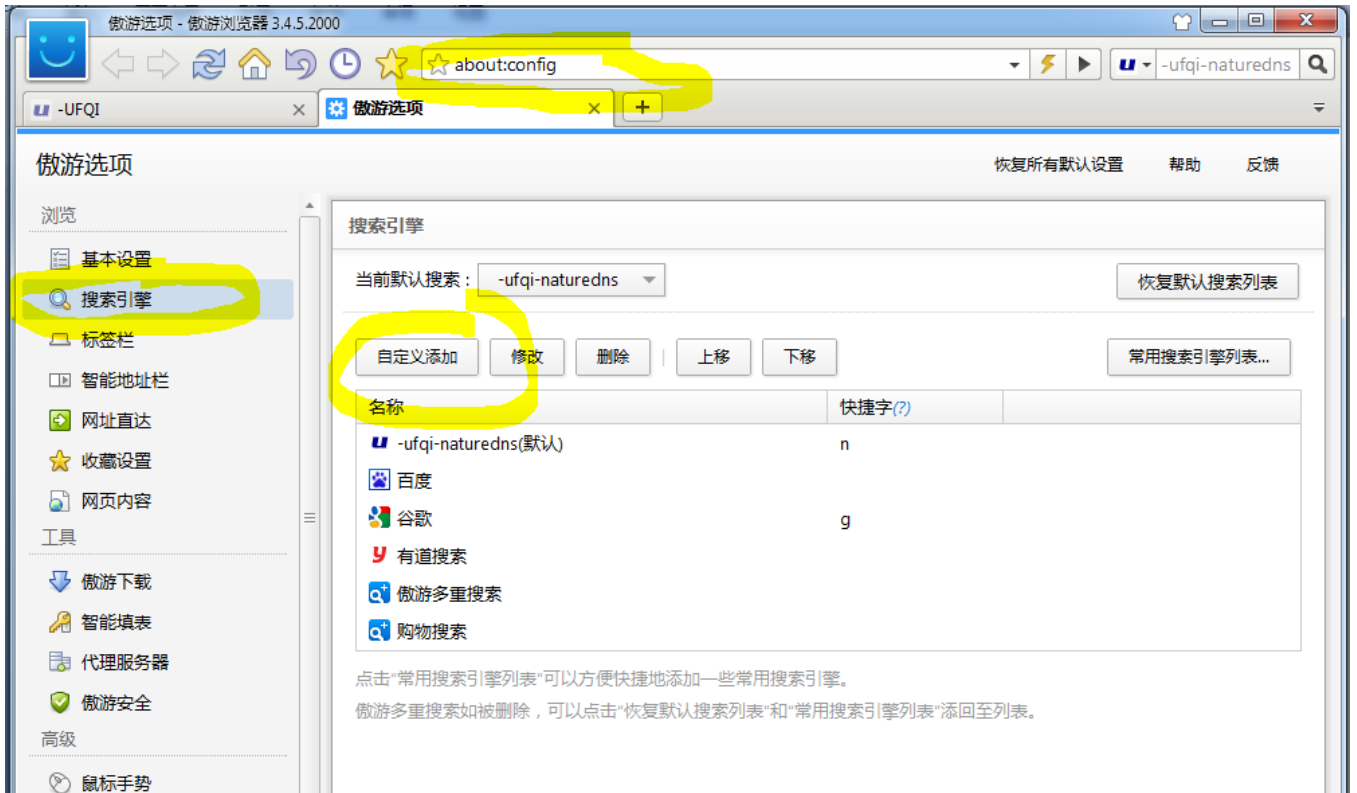 傲游选项 - 傲游浏览器 3.4.5.2000
about:config
-ufqi-naturedns
-UFQI
傲游选项
傲游选项
恢复所有默认设置 帮助 反馈
浏览
基本设置
搜索引擎
标签栏
智能地址栏
网址直达
收藏设置
网页内容
工具
傲游下载
智能填表
代理服务器
傲游安全
高级
鼠标手势
搜索引擎
当前默认搜索： -ufqi-naturedns 恢复默认搜索列表
自定义添加 修改 删除 上移 下移 常用搜索引擎列表...
名称 快捷字(?)
-ufqi-naturedns(默认) n
百度
谷歌 g
有道搜索
傲游多重搜索
购物搜索
点击“常用搜索引擎列表”可以方便快捷地添加一些常用搜索引擎。
傲游多重搜索如被删除，可以点击“恢复默认搜索列表”和“常用搜索引擎列表”添回至列表。